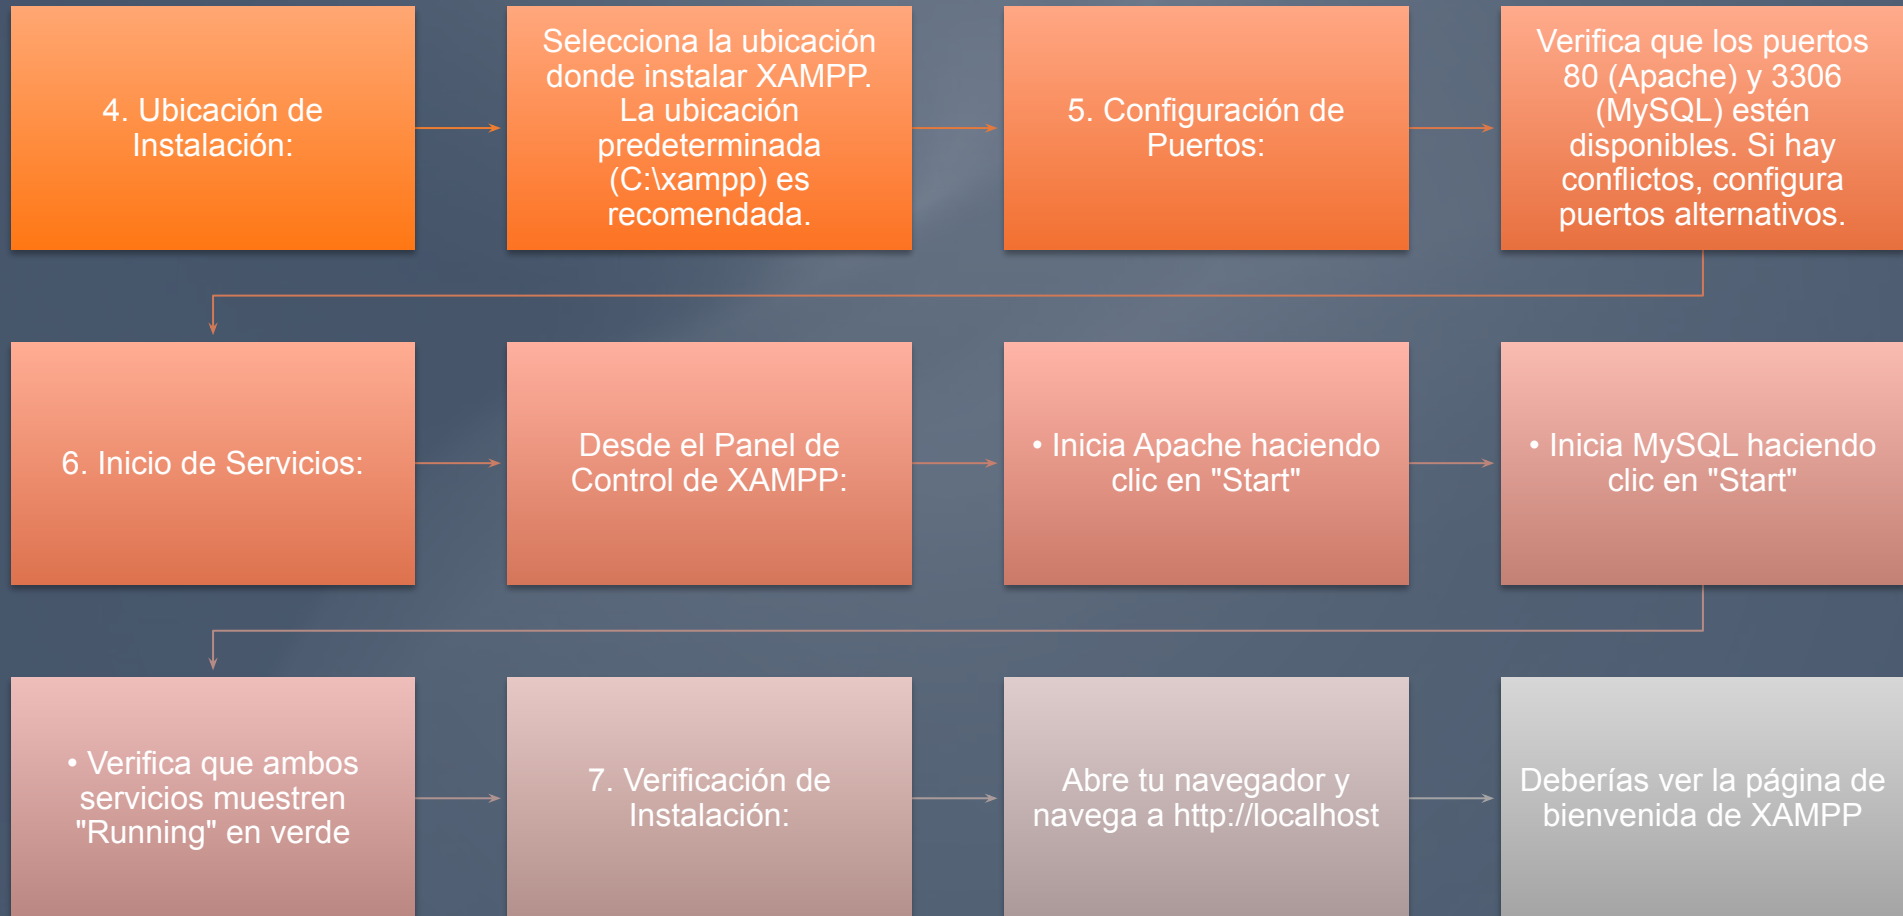 4. Ubicación de
Instalación:
Selecciona la ubicación
donde instalar XAMPP.
La ubicación
predeterminada
(C:\xampp) es
recomendada.
5. Configuración de
Puertos:
Verifica que los puertos
80 (Apache) y 3306
(MySQL) estén
disponibles. Si hay
conflictos, configura
puertos alternativos.
6. Inicio de Servicios:
Desde el Panel de
Control de XAMPP:
• Inicia Apache haciendo
clic en "Start"
• Inicia MySQL haciendo
clic en "Start"
• Verifica que ambos
servicios muestren
"Running" en verde
7. Verificación de
Instalación:
Abre tu navegador y
navega a http://localhost
Deberías ver la página de
bienvenida de XAMPP